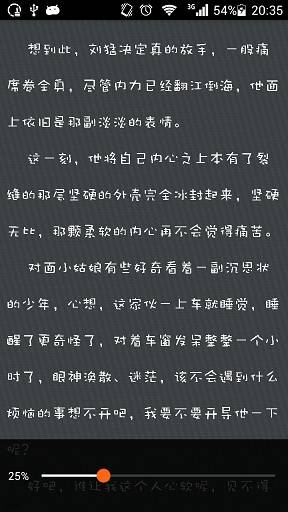 3G 54% 20:35
想到此，刘猛决定真的放手，一股痛
席卷全身，尽管内力已经翻江倒海，他面
上依旧是那副淡淡的表情。
这一刻，他将自己内心之上本有了裂
缝的那层坚硬的外壳完全冰封起来，坚硬
无比，那颗柔软的内心再不会觉得痛苦。
对面小姑娘有些好奇看着一副沉思状
的少年，心想，这家伙一上车就睡觉，睡
醒了更奇怪了，对着车窗发呆整整一个小
时了，眼神涣散、迷茫，该不会遇到什么
烦恼的事想不开吧，我要不要开导他一下
呢？
25%
好吧，谁让我这个人心软呢，见不得